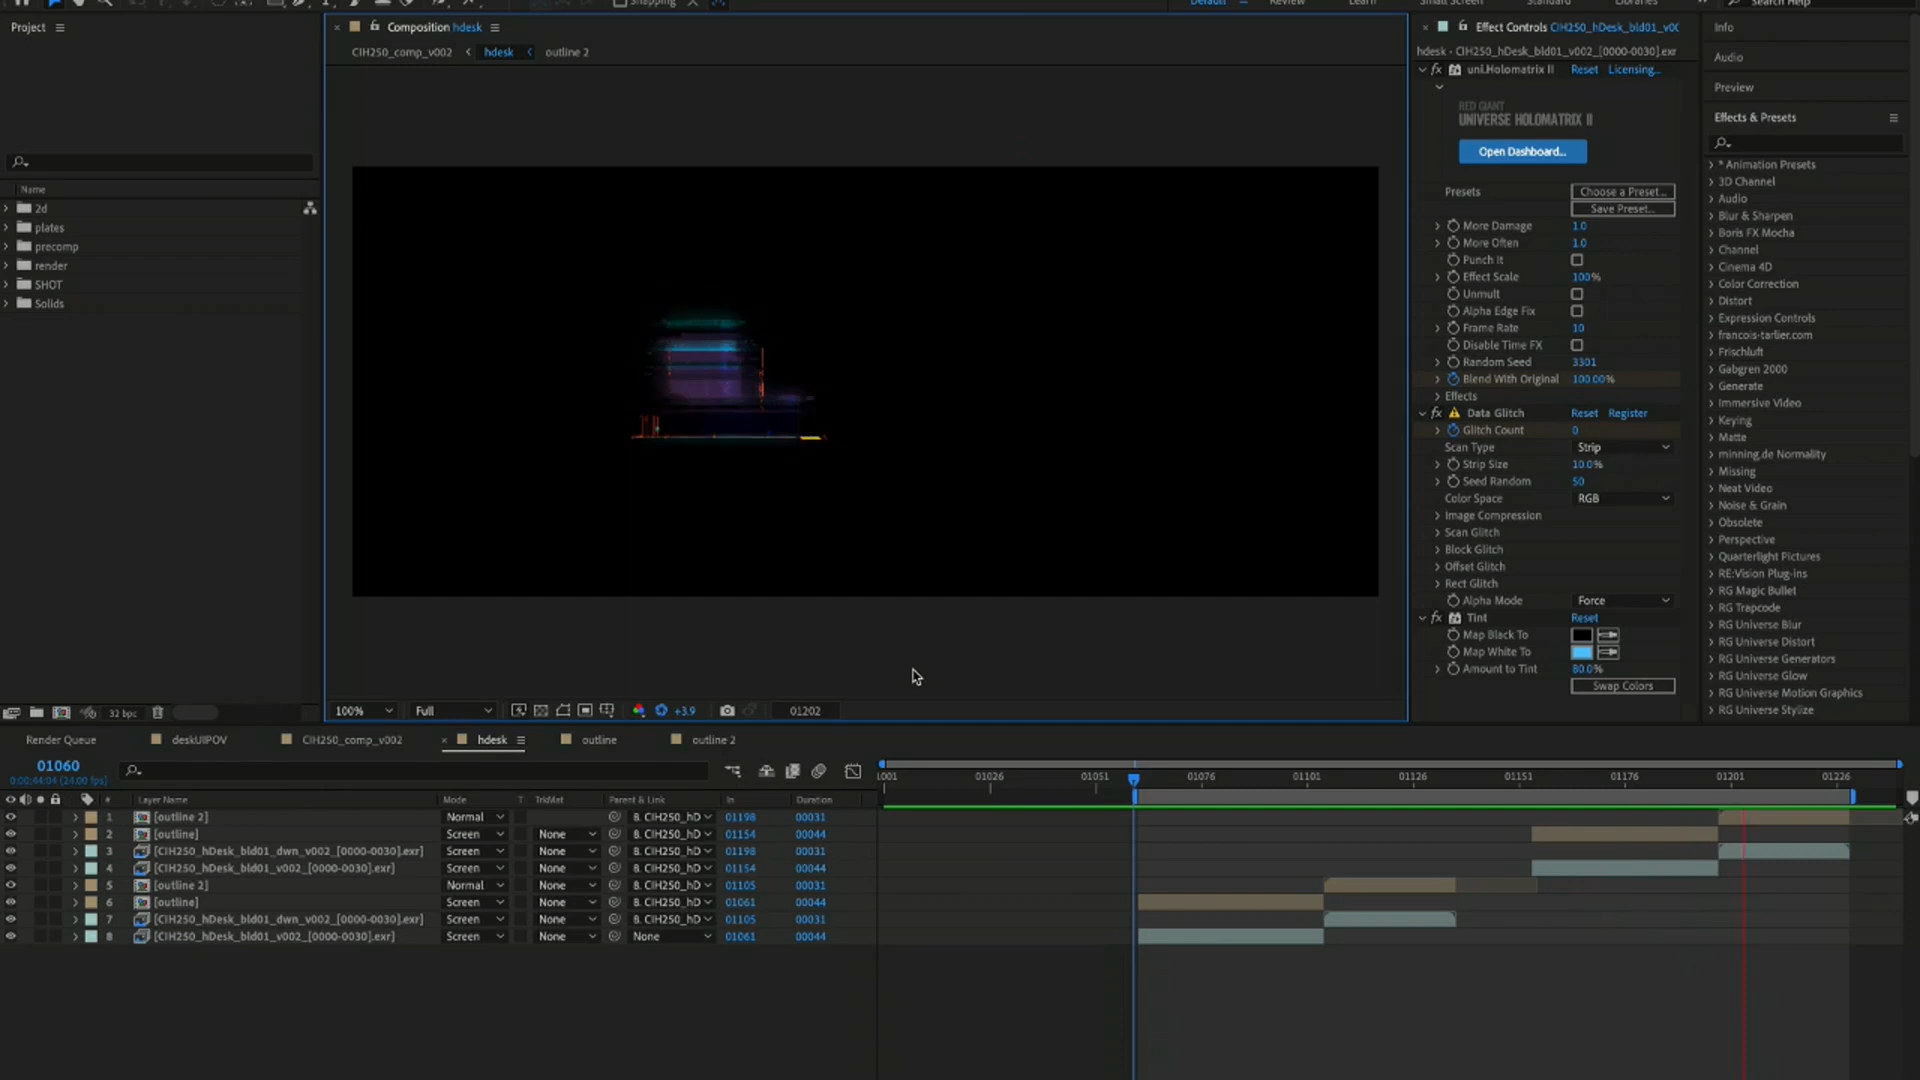 Snapping
Default
Review
Learn
Small Screen
Standard
Libraries
Search Help
Project
Name
2d
plates
precomp
render
SHOT
Solids
32 bpc
Composition hdesk
CIH250_comp_v002 hdesk outline 2
100% Full +3.9 01202
Effect Controls CIH250_hDesk_bld01_v00
hdesk • CIH250_hDesk_bld01_v002_[0000-0030].exr
fx uni.Holomatrix II Reset Licensing...
RED GIANT
UNIVERSE HOLOMATRIX II
Open Dashboard...
Presets Choose a Preset...
Save Preset...
More Damage 1.0
More Often 1.0
Punch It
Effect Scale 100%
Unmult
Alpha Edge Fix
Frame Rate 10
Disable Time FX
Random Seed 3301
Blend With Original 100.00%
Effects
fx Data Glitch Reset Register
Glitch Count 0
Scan Type Strip
Strip Size 10.0%
Seed Random 50
Color Space RGB
Image Compression
Scan Glitch
Block Glitch
Offset Glitch
Rect Glitch
Alpha Mode Force
fx Tint Reset
Map Black To
Map White To
Amount to Tint 80.0%
Swap Colors
Info
Audio
Preview
Effects & Presets
* Animation Presets
3D Channel
Audio
Blur & Sharpen
Boris FX Mocha
Channel
Cinema 4D
Color Correction
Distort
Expression Controls
francois-tarlier.com
Frischluft
Gabgren 2000
Generate
Immersive Video
Keying
Matte
minning.de Normality
Missing
Neat Video
Noise & Grain
Obsolete
Perspective
Quarterlight Pictures
RE:Vision Plug-ins
RG Magic Bullet
RG Trapcode
RG Universe Blur
RG Universe Distort
RG Universe Generators
RG Universe Glow
RG Universe Motion Graphics
RG Universe Stylize
Render Queue deskUIPOV CIH250_comp_v002 hdesk outline outline 2
01060
0:00:44:04 (24.00 fps)
# Layer Name Mode T TrkMat Parent & Link In Duration
1 [outline 2] Normal 8. CIH250_hD 01198 00031
2 [outline] Screen None 8. CIH250_hD 01154 00044
3 [CIH250_hDesk_bld01_dwn_v002_[0000-0030].exr] Screen None 8. CIH250_hD 01198 00031
4 [CIH250_hDesk_bld01_v002_[0000-0030].exr] Screen None 8. CIH250_hD 01154 00044
5 [outline 2] Normal None 8. CIH250_hD 01105 00031
6 [outline] Screen None 8. CIH250_hD 01061 00044
7 [CIH250_hDesk_bld01_dwn_v002_[0000-0030].exr] Screen None 8. CIH250_hD 01105 00031
8 [CIH250_hDesk_bld01_v002_[0000-0030].exr] Screen None None 01061 00044
1001 01026 01051 01076 01101 01126 01151 01176 01201 01226